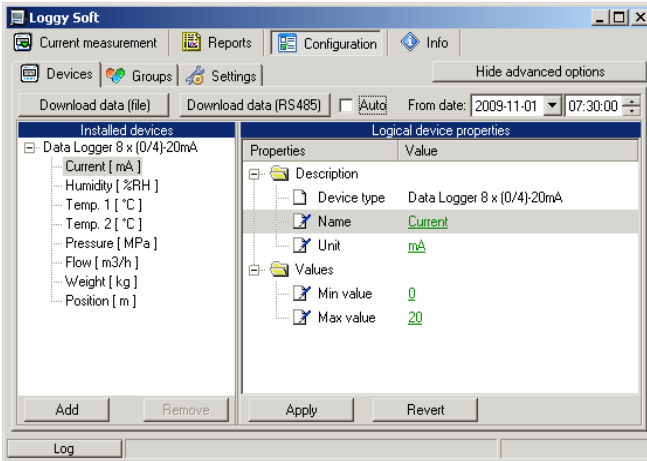 Loggy Soft
Current measurement Reports Configuration Info
Devices Groups Settings Hide advanced options
Download data (file) Download data (RS485) Auto From date: 2009-11-01 07:30:00
Installed devices Logical device properties
Data Logger 8 x (0/4)-20mA
Current [ mA ]
Humidity [ %RH ]
Temp. 1 [ °C ]
Temp. 2 [ °C ]
Pressure [ MPa ]
Flow [ m3/h ]
Weight [ kg ]
Position [ m ]
Properties Value
Description
Device type Data Logger 8 x (0/4)-20mA
Name Current
Unit mA
Values
Min value 0
Max value 20
Add Remove Apply Revert
Log